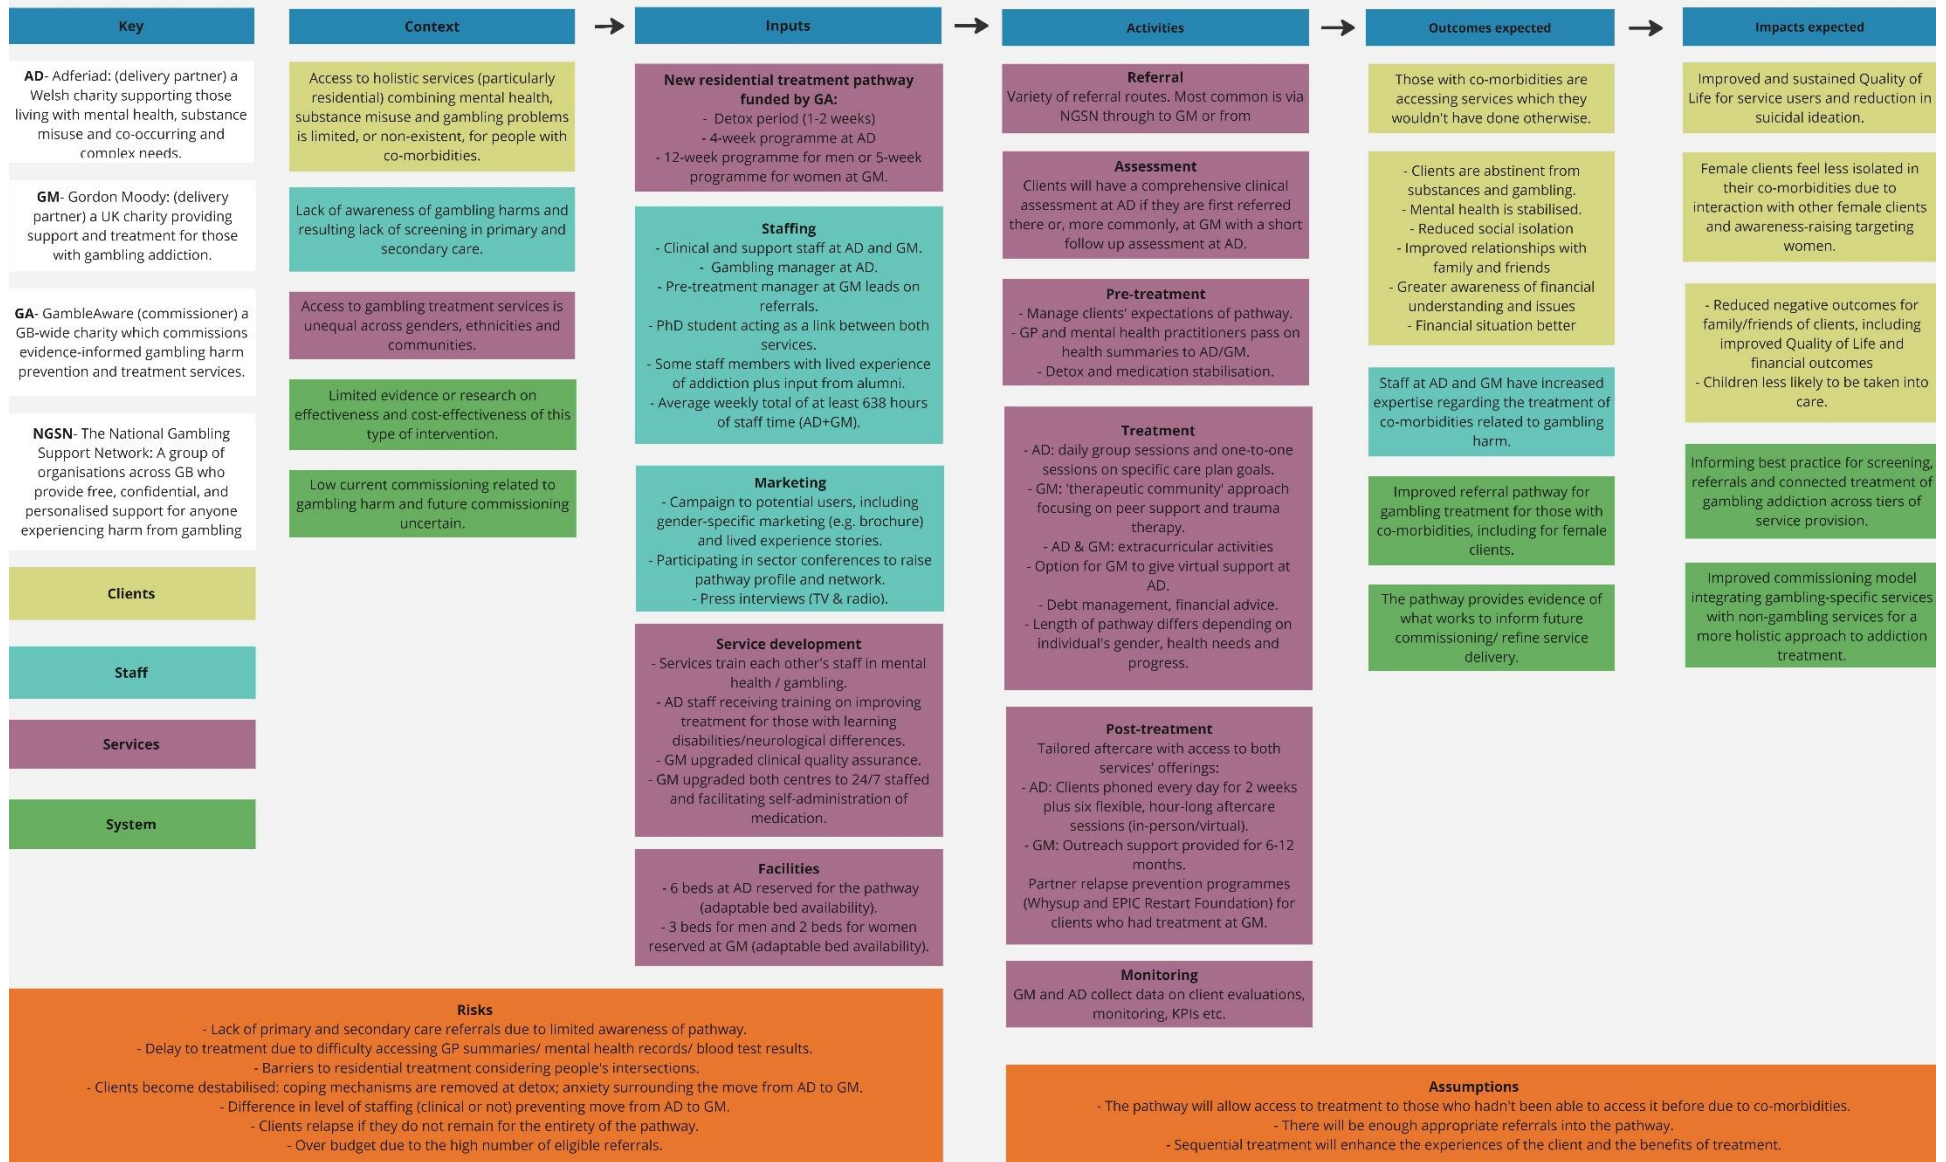 Key
AD- Adferiad: (delivery partner) a
Welsh charity supporting those
living with mental health, substance
misuse and co-occurring and
complex needs.
GM- Gordon Moody: (delivery
partner) a UK charity providing
support and treatment for those
with gambling addiction.
GA- GambleAware (commissioner) a
GB-wide charity which commissions
evidence-informed gambling harm
prevention and treatment services.
NGSN- The National Gambling
Support Network: A group of
organisations across GB who
provide free, confidential, and
personalised support for anyone
experiencing harm from gambling
Clients
Staff
Services
System
Context
Access to holistic services (particularly
residential) combining mental health,
substance misuse and gambling problems
is limited, or non-existent, for people with
co-morbidities.
Lack of awareness of gambling harms and
resulting lack of screening in primary and
secondary care.
Access to gambling treatment services is
unequal across genders, ethnicities and
communities.
Limited evidence or research on
effectiveness and cost-effectiveness of this
type of intervention.
Low current commissioning related to
gambling harm and future commissioning
uncertain.
Inputs
New residential treatment pathway
funded by GA:
- Detox period (1-2 weeks)
- 4-week programme at AD
- 12-week programme for men or 5-week
programme for women at GM.
Staffing
- Clinical and support staff at AD and GM.
- Gambling manager at AD.
- Pre-treatment manager at GM leads on
referrals.
- PhD student acting as a link between both
services.
- Some staff members with lived experience
of addiction plus input from alumni.
- Average weekly total of at least 638 hours
of staff time (AD+GM).
Marketing
- Campaign to potential users, including
gender-specific marketing (e.g. brochure)
and lived experience stories.
- Participating in sector conferences to raise
pathway profile and network.
- Press interviews (TV & radio).
Service development
- Services train each other's staff in mental
health / gambling.
- AD staff receiving training on improving
treatment for those with learning
disabilities/neurological differences.
- GM upgraded clinical quality assurance.
- GM upgraded both centres to 24/7 staffed
and facilitating self-administration of
medication.
Facilities
- 6 beds at AD reserved for the pathway
(adaptable bed availability).
- 3 beds for men and 2 beds for women
reserved at GM (adaptable bed availability).
Activities
Referral
Variety of referral routes. Most common is via
NGSN through to GM or from
Assessment
Clients will have a comprehensive clinical
assessment at AD if they are first referred
there or, more commonly, at GM with a short
follow up assessment at AD.
Pre-treatment
- Manage clients' expectations of pathway.
- GP and mental health practitioners pass on
health summaries to AD/GM.
- Detox and medication stabilisation.
Treatment
- AD: daily group sessions and one-to-one
sessions on specific care plan goals.
- GM: 'therapeutic community' approach
focusing on peer support and trauma
therapy.
- AD & GM: extracurricular activities
- Option for GM to give virtual support at
AD.
- Debt management, financial advice.
- Length of pathway differs depending on
individual's gender, health needs and
progress.
Post-treatment
Tailored aftercare with access to both
services' offerings:
- AD: Clients phoned every day for 2 weeks
plus six flexible, hour-long aftercare
sessions (in-person/virtual).
- GM: Outreach support provided for 6-12
months.
Partner relapse prevention programmes
(Whysup and EPIC Restart Foundation) for
clients who had treatment at GM.
Monitoring
GM and AD collect data on client evaluations,
monitoring, KPIs etc.
Outcomes expected
Those with co-morbidities are
accessing services which they
wouldn't have done otherwise.
- Clients are abstinent from
substances and gambling.
- Mental health is stabilised.
- Reduced social isolation
- Improved relationships with
family and friends
- Greater awareness of financial
understanding and issues
- Financial situation better
Staff at AD and GM have increased
expertise regarding the treatment of
co-morbidities related to gambling
harm.
Improved referral pathway for
gambling treatment for those with
co-morbidities, including for female
clients.
The pathway provides evidence of
what works to inform future
commissioning/ refine service
delivery.
Impacts expected
Improved and sustained Quality of
Life for service users and reduction in
suicidal ideation.
Female clients feel less isolated in
their co-morbidities due to
interaction with other female clients
and awareness-raising targeting
women.
- Reduced negative outcomes for
family/friends of clients, including
improved Quality of Life and
financial outcomes
- Children less likely to be taken into
care.
Informing best practice for screening,
referrals and connected treatment of
gambling addiction across tiers of
service provision.
Improved commissioning model
integrating gambling-specific services
with non-gambling services for a
more holistic approach to addiction
treatment.
Risks
- Lack of primary and secondary care referrals due to limited awareness of pathway.
- Delay to treatment due to difficulty accessing GP summaries/ mental health records/ blood test results.
- Barriers to residential treatment considering people's intersections.
- Clients become destabilised: coping mechanisms are removed at detox; anxiety surrounding the move from AD to GM.
- Difference in level of staffing (clinical or not) preventing move from AD to GM.
- Clients relapse if they do not remain for the entirety of the pathway.
- Over budget due to the high number of eligible referrals.
Assumptions
- The pathway will allow access to treatment to those who hadn't been able to access it before due to co-morbidities.
- There will be enough appropriate referrals into the pathway.
- Sequential treatment will enhance the experiences of the client and the benefits of treatment.